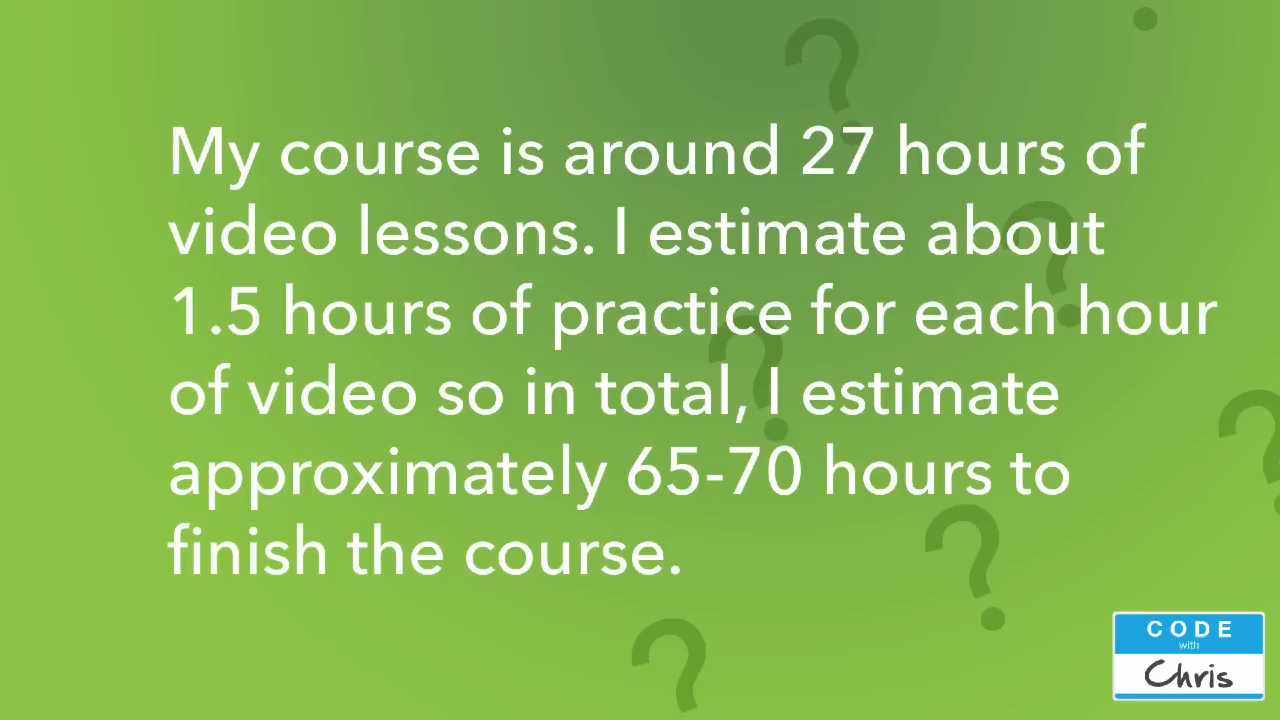 My course is around 27 hours of
video lessons. I estimate about
1.5 hours of practice for each hour
of video so in total, I estimate
approximately 65-70 hours to
finish the course.
CODE
with
Chris